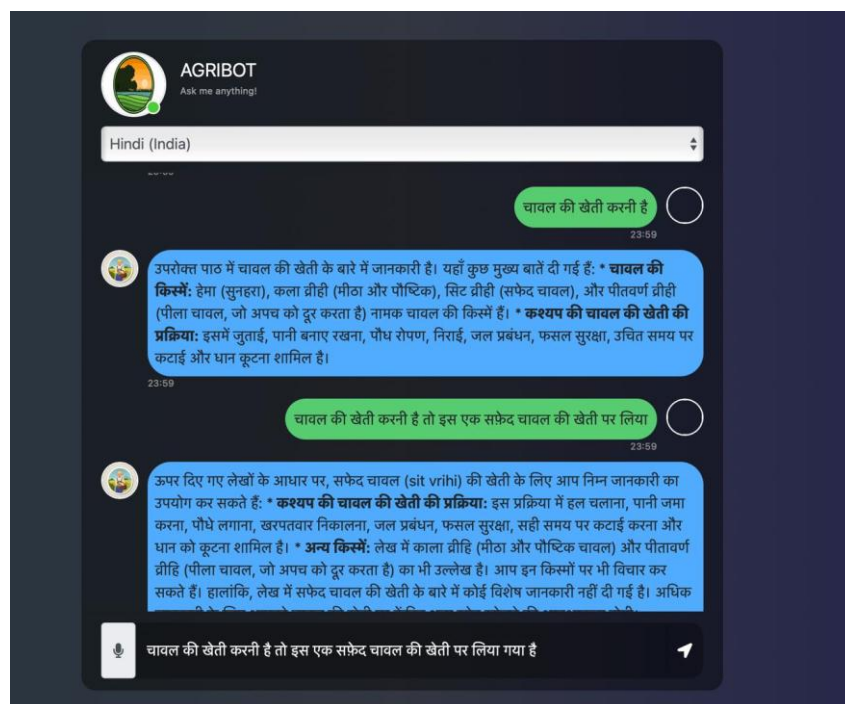 AGRIBOT
Ask me anything!
Hindi (India)
चावल की खेती करनी है
23:59
उपरोक्त पाठ में चावल की खेती के बारे में जानकारी है। यहाँ कुछ मुख्य बातें दी गई हैं: * चावल की
किस्में: हेमा (सुनहरा), कला व्रीही (मीठा और पौष्टिक), सिट व्रीही (सफेद चावल), और पीतवर्ण व्रीही
(पीला चावल, जो अपच को दूर करता है) नामक चावल की किस्में हैं। * कश्यप की चावल की खेती की
प्रक्रिया: इसमें जुताई, पानी बनाए रखना, पौध रोपण, निराई, जल प्रबंधन, फसल सुरक्षा, उचित समय पर
कटाई और धान कूटना शामिल है।
23:59
चावल की खेती करनी है तो इस एक सफ़ेद चावल की खेती पर लिया
23:59
ऊपर दिए गए लेखों के आधार पर, सफेद चावल (sit vrihi) की खेती के लिए आप निम्न जानकारी का
उपयोग कर सकते हैं: * कश्यप की चावल की खेती की प्रक्रिया: इस प्रक्रिया में हल चलाना, पानी जमा
करना, पौधे लगाना, खरपतवार निकालना, जल प्रबंधन, फसल सुरक्षा, सही समय पर कटाई करना और
धान को कूटना शामिल है। * अन्य किस्में: लेख में काला व्रीहि (मीठा और पौष्टिक चावल) और पीतावर्ण
व्रीहि (पीला चावल, जो अपच को दूर करता है) का भी उल्लेख है। आप इन किस्मों पर भी विचार कर
सकते हैं। हालांकि, लेख में सफेद चावल की खेती के बारे में कोई विशेष जानकारी नहीं दी गई है। अधिक
चावल की खेती करनी है तो इस एक सफ़ेद चावल की खेती पर लिया गया है